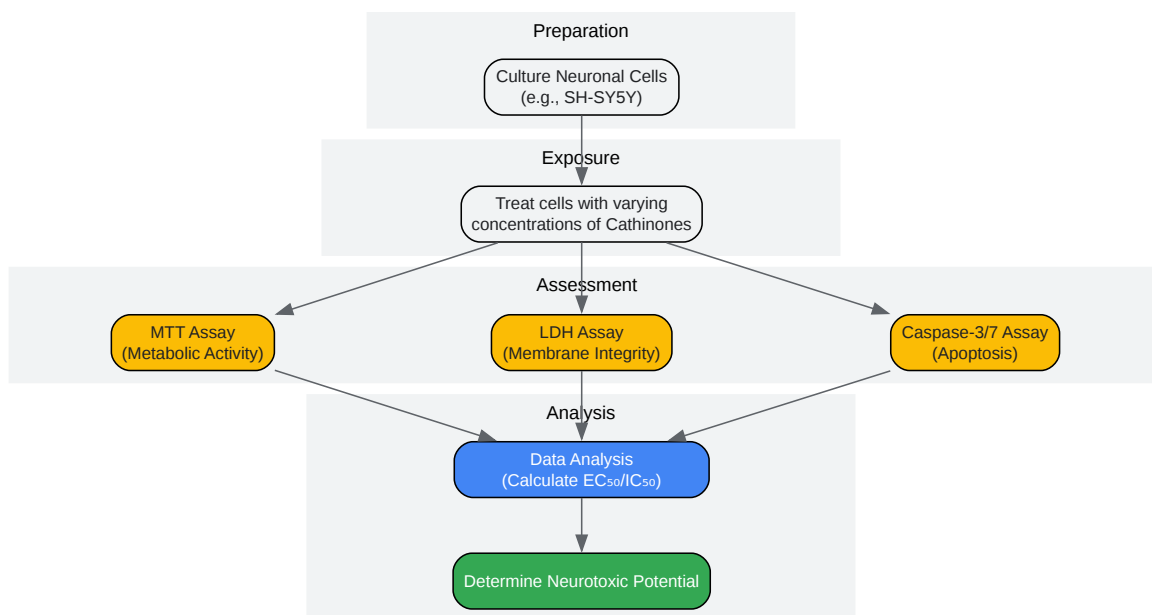 Preparation
Culture Neuronal Cells
(e.g., SH-SY5Y)
Exposure
Treat cells with varying
concentrations of Cathinones
Assessment
MTT Assay
(Metabolic Activity)
LDH Assay
(Membrane Integrity)
Caspase-3/7 Assay
(Apoptosis)
Analysis
Data Analysis
(Calculate EC₅₀/IC₅₀)
Determine Neurotoxic Potential